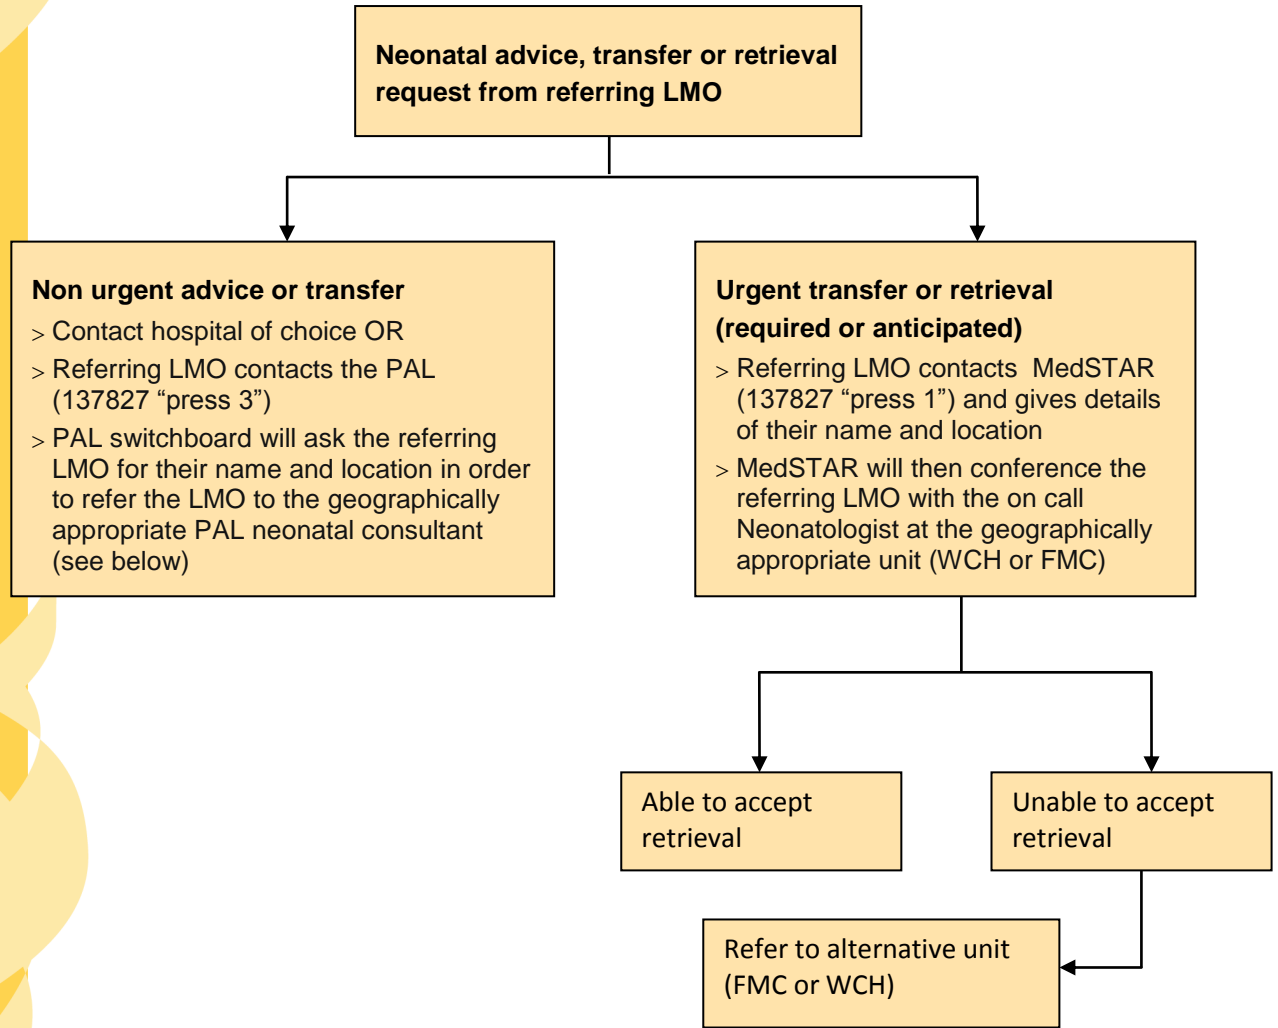 Neonatal advice, transfer or retrieval
request from referring LMO
Non urgent advice or transfer
> Contact hospital of choice OR
> Referring LMO contacts the PAL
(137827 “press 3”)
> PAL switchboard will ask the referring
LMO for their name and location in order
to refer the LMO to the geographically
appropriate PAL neonatal consultant
(see below)
Urgent transfer or retrieval
(required or anticipated)
> Referring LMO contacts  MedSTAR
(137827 “press 1”) and gives details
of their name and location
> MedSTAR will then conference the
referring LMO with the on call
Neonatologist at the geographically
appropriate unit (WCH or FMC)
Able to accept
retrieval
Unable to accept
retrieval
Refer to alternative unit
(FMC or WCH)